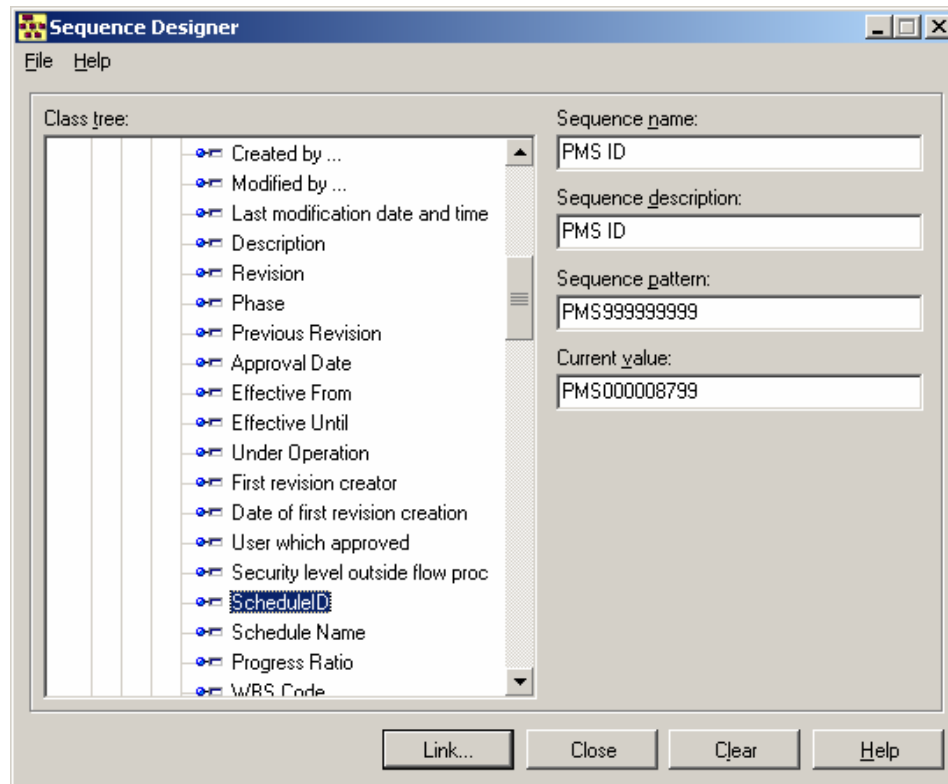 Sequence Designer
File Help
Class tree:
Created by ...
Modified by ...
Last modification date and time
Description
Revision
Phase
Previous Revision
Approval Date
Effective From
Effective Until
Under Operation
First revision creator
Date of first revision creation
User which approved
Security level outside flow proc
ScheduleID
Schedule Name
Progress Ratio
WBS Code
Sequence name:
PMS ID
Sequence description:
PMS ID
Sequence pattern:
PMS999999999
Current value:
PMS000008799
Link... Close Clear Help